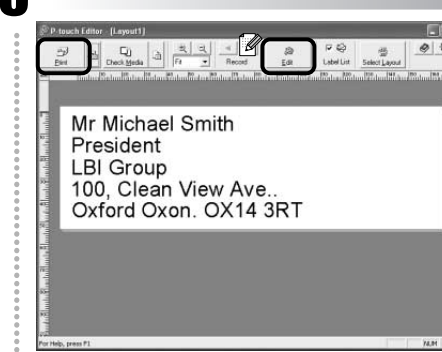 P-touch Editor - [Layout1]
Print Check Media Fit Record Edit Label List Select Layout
Mr Michael Smith
President
LBI Group
100, Clean View Ave..
Oxford Oxon. OX14 3RT
For Help, press F1 NUM